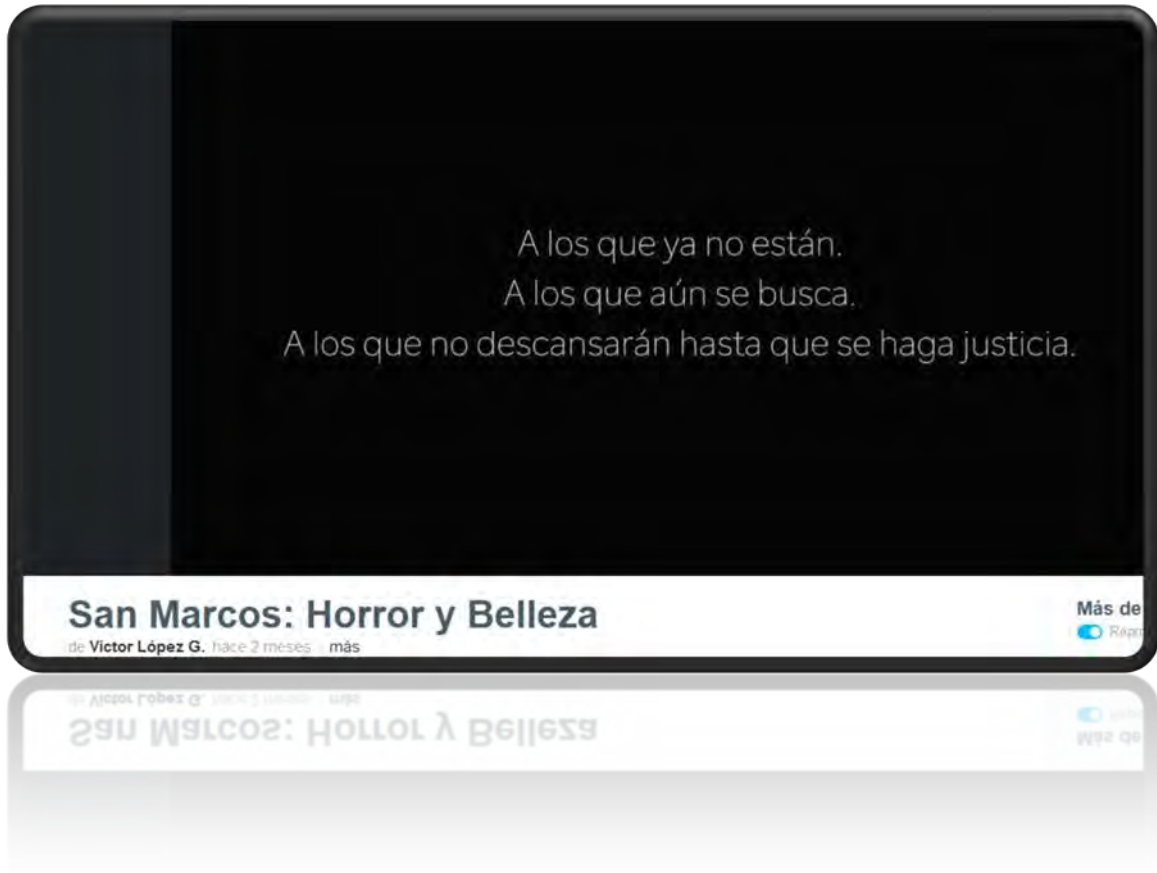 A los que ya no están.
A los que aún se busca.
A los que no descansarán hasta que se haga justicia.
San Marcos: Horror y Belleza
de Victor López G. hace 2 meses más
Más de